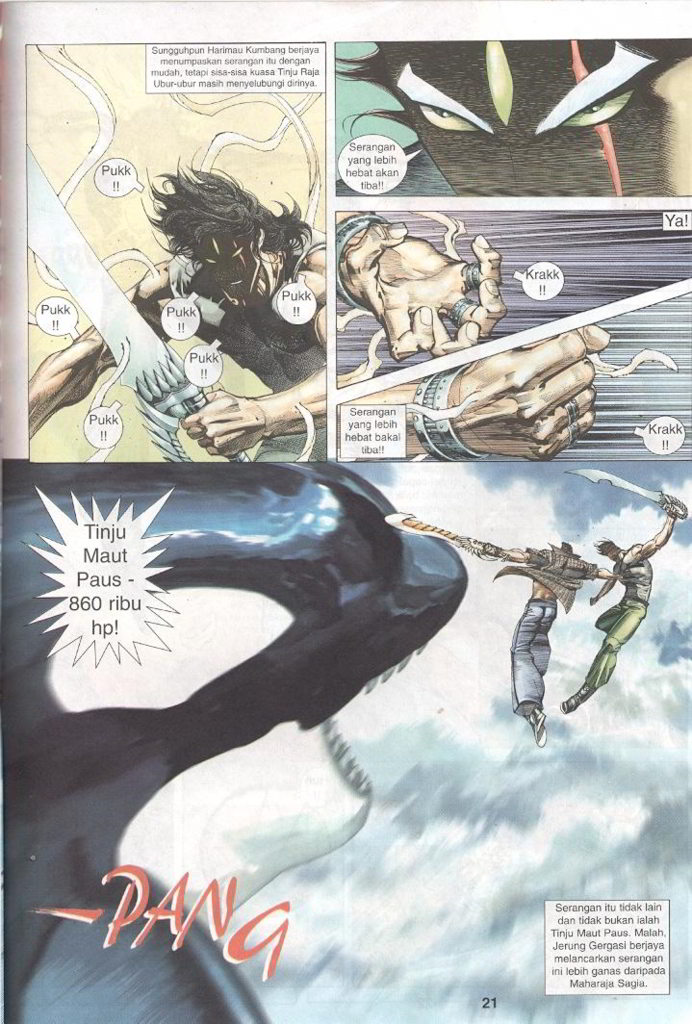 Sungguhpun Harimau Kumbang berjaya
menumpaskan serangan itu dengan
mudah, tetapi sisa-sisa kuasa Tinju Raja
Ubur-ubur masih menyelubungi dirinya.
Pukk
!!
Pukk
!!
Pukk
!!
Pukk
!!
Pukk
!!
Pukk
!!
Serangan
yang lebih
hebat akan
tiba!!
Ya!
Krakk
!!
Serangan
yang lebih
hebat bakal
tiba!!
Krakk
!!
Tinju
Maut
Paus -
860 ribu
hp!
-PANG
Serangan itu tidak lain
dan tidak bukan ialah
Tinju Maut Paus. Malah,
Jerung Gergasi berjaya
melancarkan serangan
ini lebih ganas daripada
Maharaja Sagia.
21